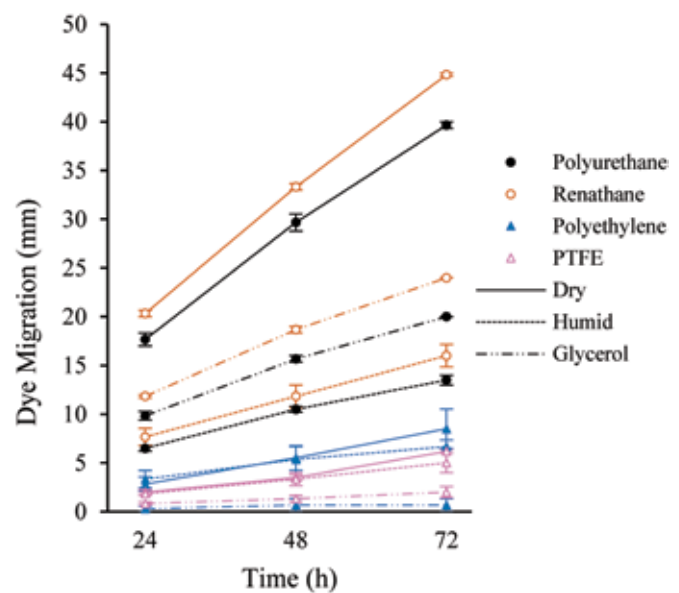 50
45
40
35
30
25
20
15
10
5
0
Dye Migration (mm)
24 48 72
Time (h)
Polyurethane
Renathane
Polyethylene
PTFE
Dry
Humid
Glycerol